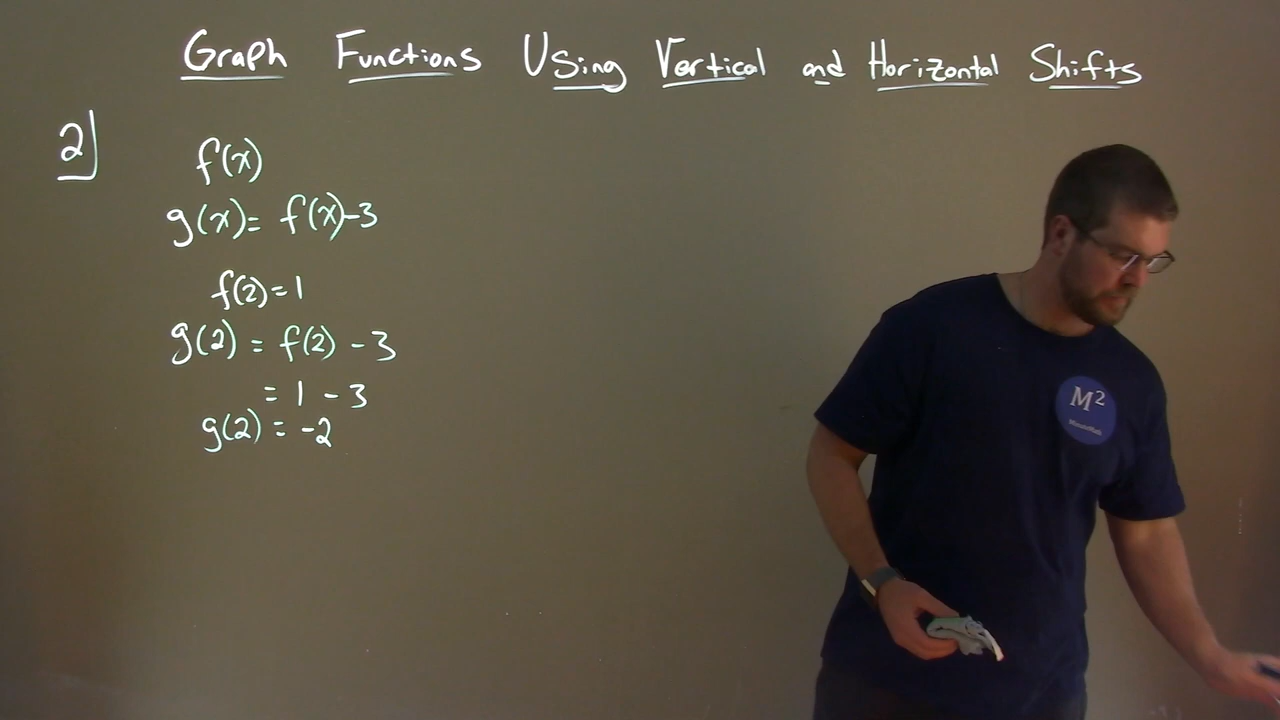 Graph Functions Using Vertical and Horizontal Shifts
2)
f(x)
g(x)= f(x)-3
f(2)=1
g(2) = f(2) - 3
= 1 - 3
g(2) = -2
M²
MinuteMath